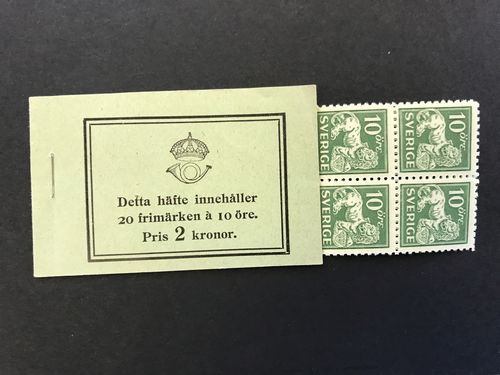 Detta häfte innehåller
20 frimärken à 10 öre.
Pris 2 kronor.
10 öre
SVERIGE
10 öre
SVERIGE
10 öre
SVERIGE
10 öre
SVERIGE